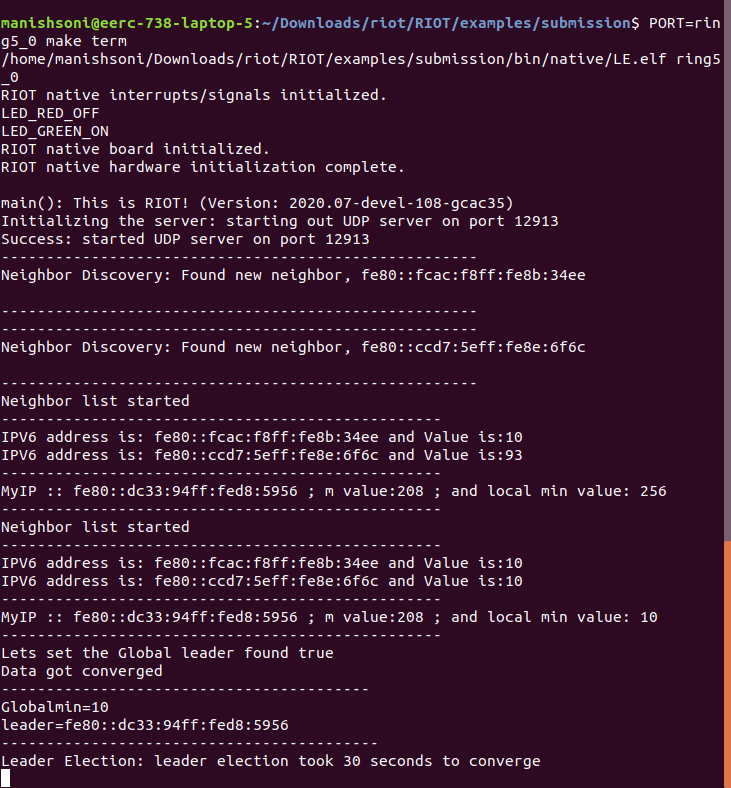 manishsoni@eerc-738-laptop-5:~/Downloads/riot/RIOT/examples/submission$ PORT=rin
g5_0 make term
/home/manishsoni/Downloads/riot/RIOT/examples/submission/bin/native/LE.elf ring5
_0
RIOT native interrupts/signals initialized.
LED_RED_OFF
LED_GREEN_ON
RIOT native board initialized.
RIOT native hardware initialization complete.

main(): This is RIOT! (Version: 2020.07-devel-108-gcac35)
Initializing the server: starting out UDP server on port 12913
Success: started UDP server on port 12913
-----------------------------------------------------
Neighbor Discovery: Found new neighbor, fe80::fcac:f8ff:fe8b:34ee

-----------------------------------------------------
-----------------------------------------------------
Neighbor Discovery: Found new neighbor, fe80::ccd7:5eff:fe8e:6f6c

-----------------------------------------------------
Neighbor list started
-------------------------------------------------
IPV6 address is: fe80::fcac:f8ff:fe8b:34ee and Value is:10
IPV6 address is: fe80::ccd7:5eff:fe8e:6f6c and Value is:93
-------------------------------------------------
MyIP :: fe80::dc33:94ff:fed8:5956 ; m value:208 ; and local min value: 256
-------------------------------------------------
Neighbor list started
-------------------------------------------------
IPV6 address is: fe80::fcac:f8ff:fe8b:34ee and Value is:10
IPV6 address is: fe80::ccd7:5eff:fe8e:6f6c and Value is:10
-------------------------------------------------
MyIP :: fe80::dc33:94ff:fed8:5956 ; m value:208 ; and local min value: 10
-------------------------------------------------
Lets set the Global leader found true
Data got converged
-----------------------------------------
Globalmin=10
leader=fe80::dc33:94ff:fed8:5956
------------------------------------------
Leader Election: leader election took 30 seconds to converge